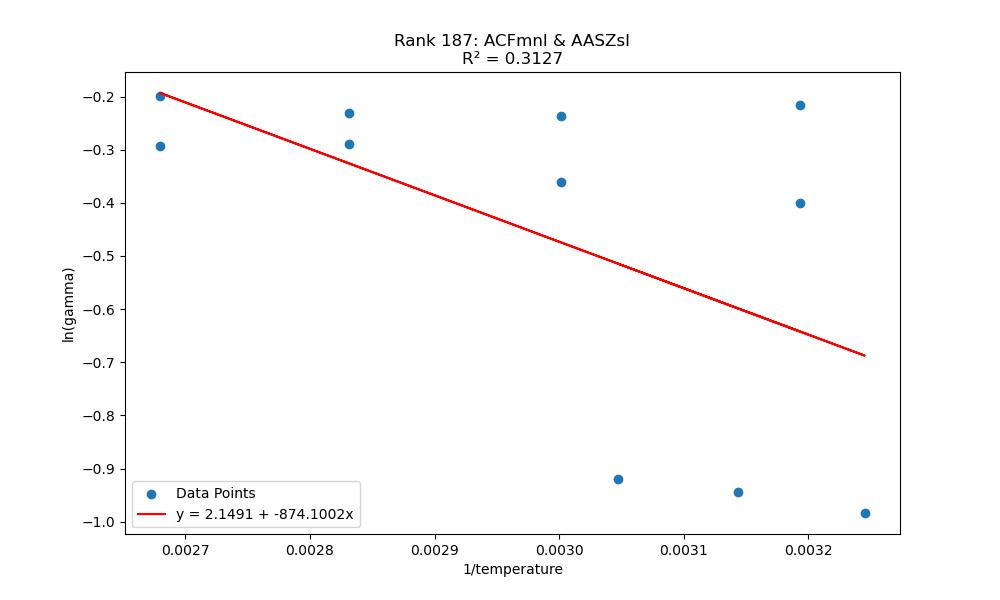 Rank 187: ACFmnI & AASZsI
R² = 0.3127
−0.2
−0.3
−0.4
−0.5
−0.6
−0.7
−0.8
−0.9
−1.0
ln(gamma)
Data Points
y = 2.1491 + -874.1002x
0.0027
0.0028
0.0029
0.0030
0.0031
0.0032
1/temperature